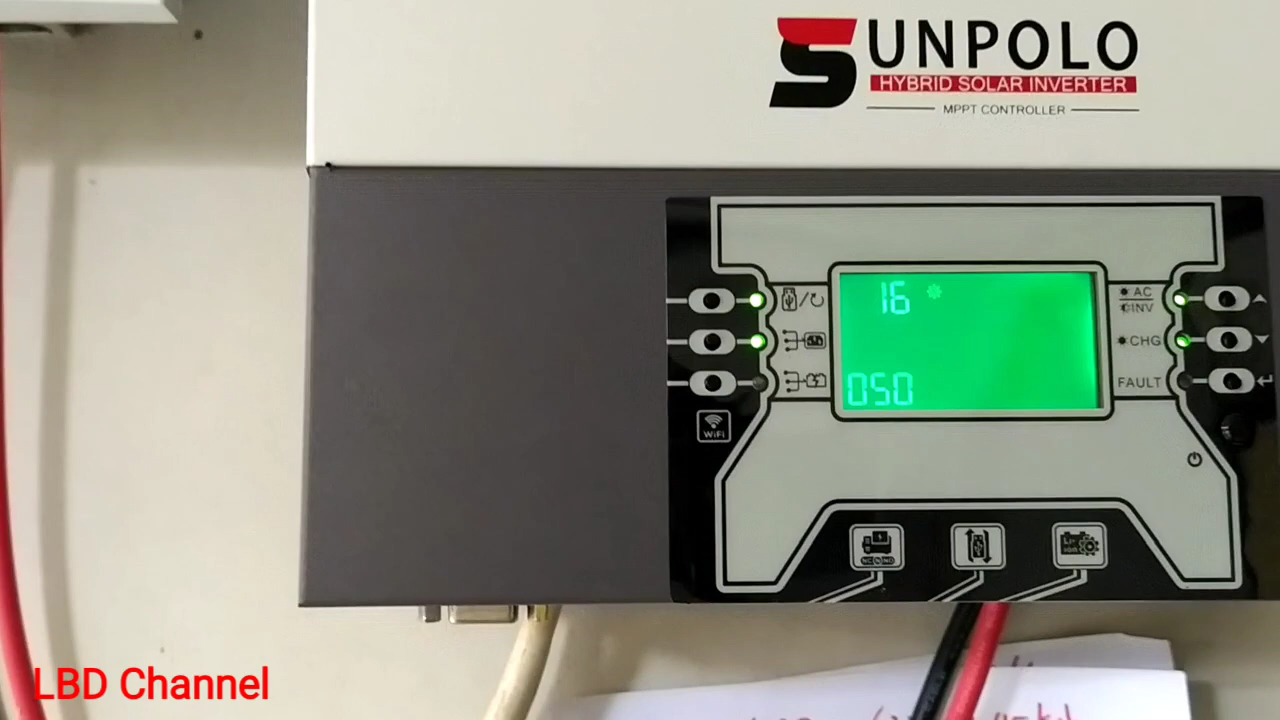 SUNPOLO
HYBRID SOLAR INVERTER
MPPT CONTROLLER
16
050
AC
INV
CHG
FAULT
WiFi
LBD Channel